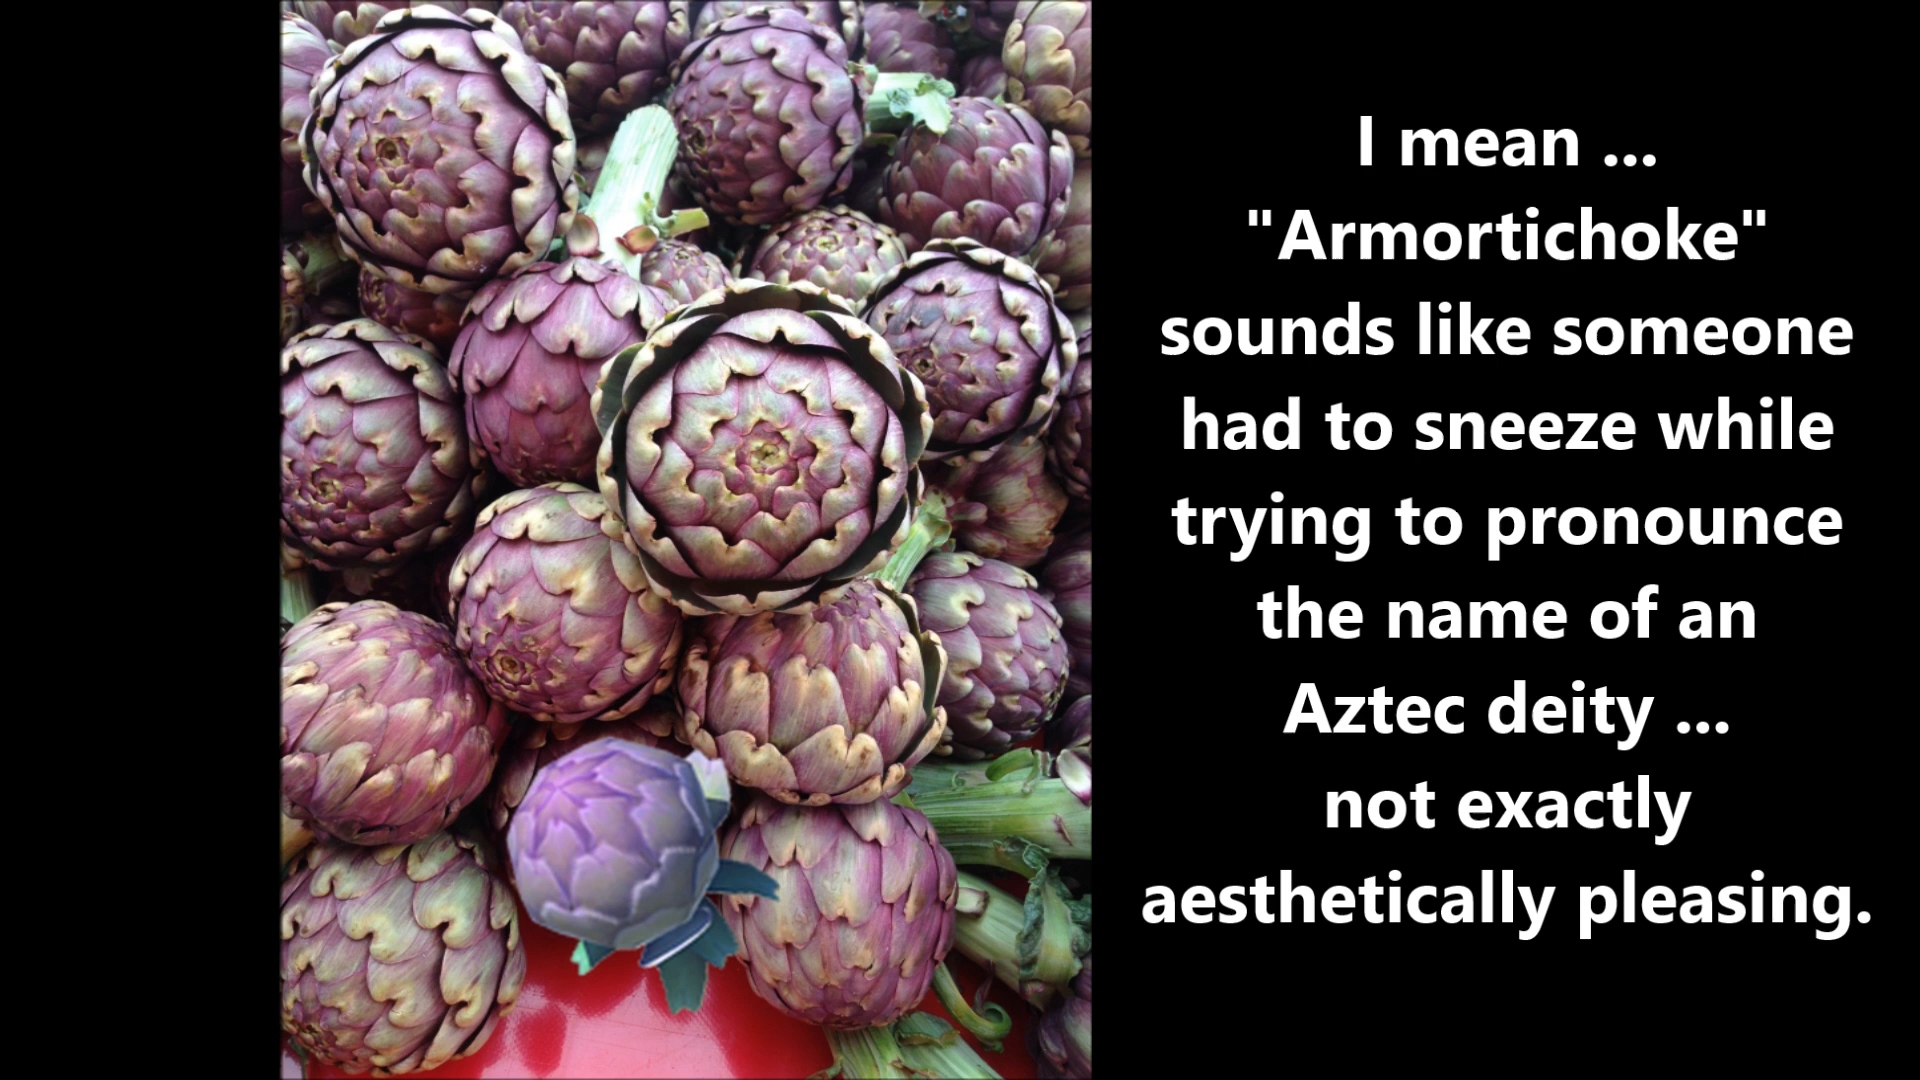 I mean ...
"Armortichoke"
sounds like someone
had to sneeze while
trying to pronounce
the name of an
Aztec deity ...
not exactly
aesthetically pleasing.